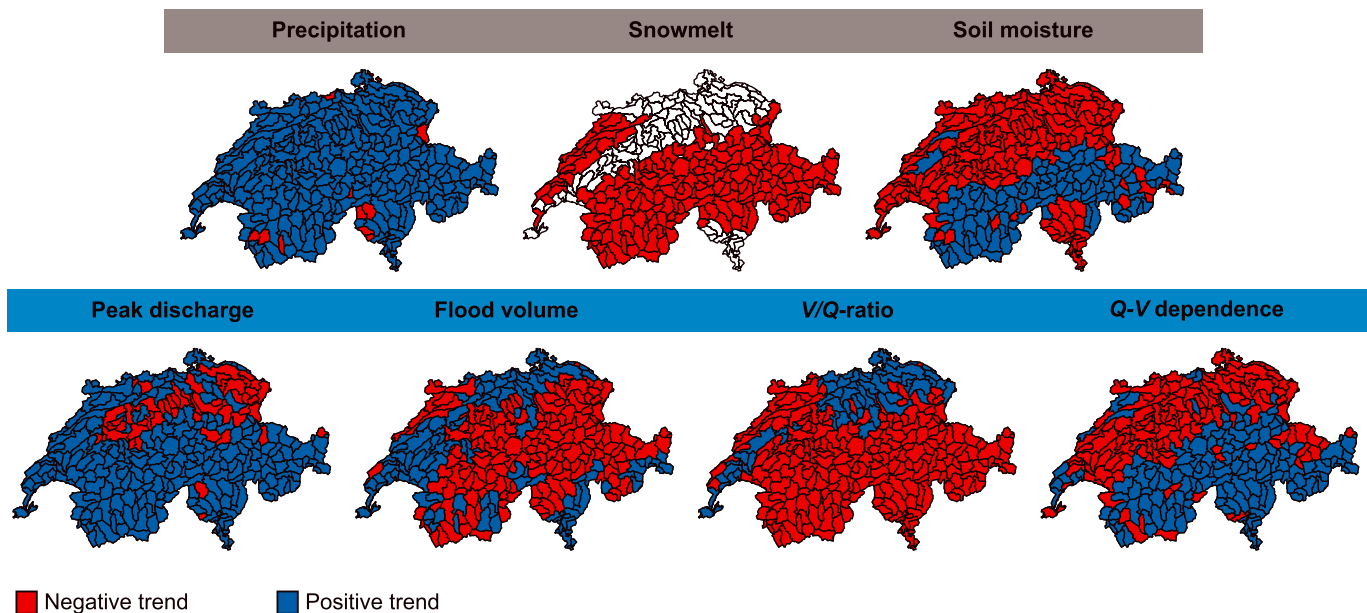 Precipitation Snowmelt Soil moisture
Peak discharge Flood volume V/Q-ratio Q-V dependence
Negative trend Positive trend